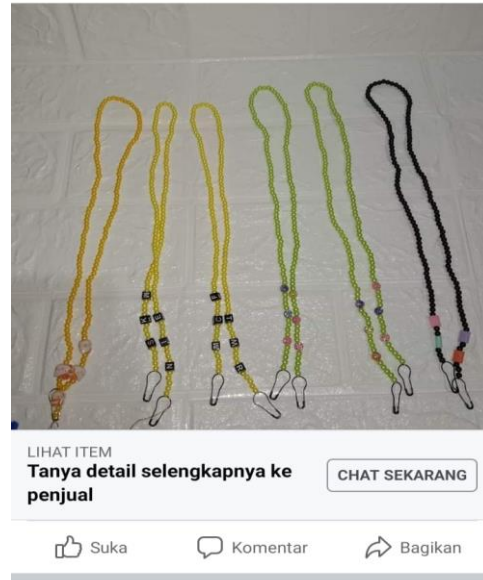 LIHAT ITEM
Tanya detail selengkapnya ke
penjual
CHAT SEKARANG
Suka
Komentar
Bagikan